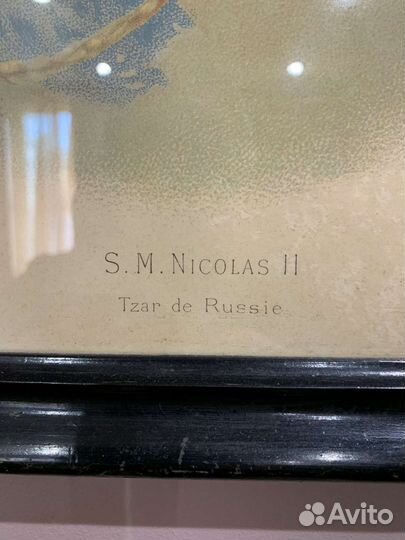 S. M. NICOLAS II
Tzar de Russie
Avito